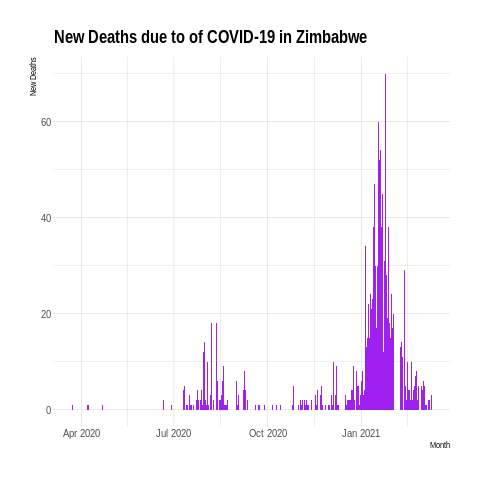 New Deaths due to of COVID-19 in Zimbabwe
New Deaths
60
40
20
0
Apr 2020 Jul 2020 Oct 2020 Jan 2021
Month